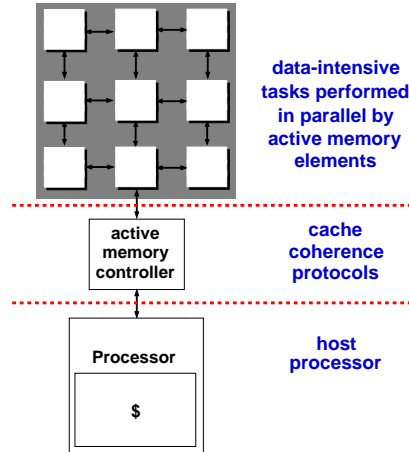 data-intensive
tasks performed
in parallel by
active memory
elements
active
memory
controller
cache
coherence
protocols
Processor
$
host
processor